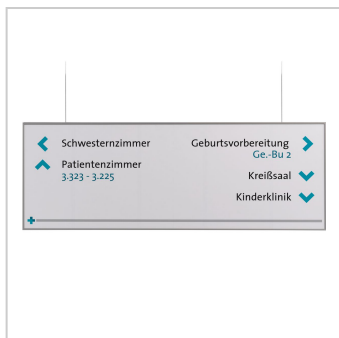 Schwesternzimmer
Patientenzimmer
3.323 - 3.225
Geburtsvorbereitung
Ge.-Bu 2
Kreißsaal
Kinderklinik